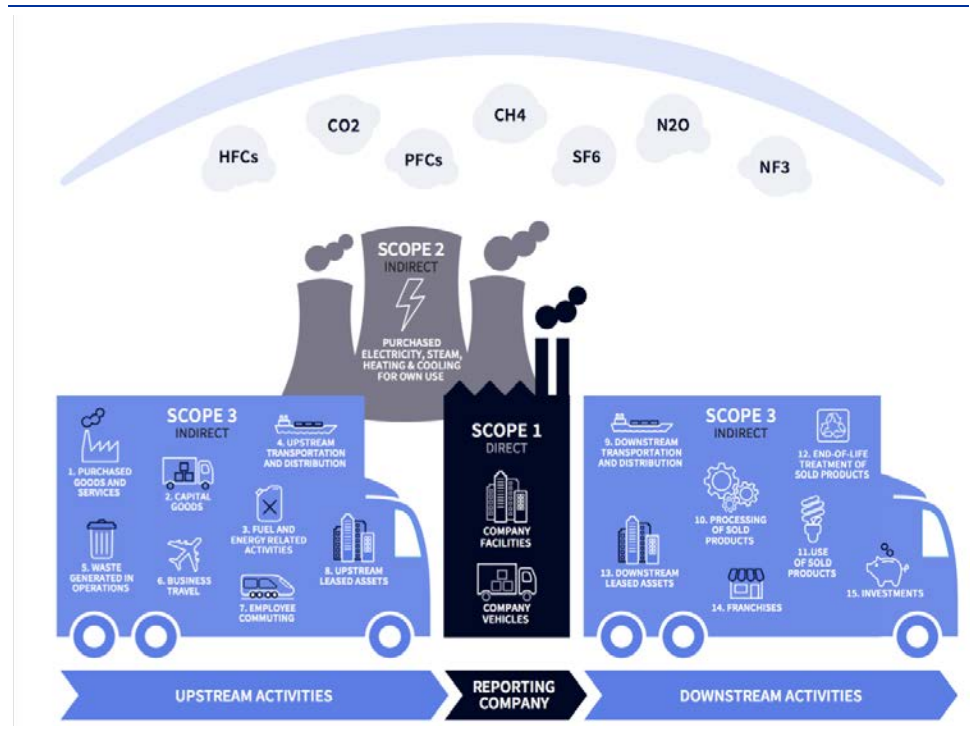 HFCs
CO2
PFCs
CH4
SF6
N2O
NF3
SCOPE 2
INDIRECT
PURCHASED
ELECTRICITY, STEAM,
HEATING & COOLING
FOR OWN USE
SCOPE 3
INDIRECT
1. PURCHASED
GOODS AND
SERVICES
2. CAPITAL
GOODS
3. FUEL AND
ENERGY RELATED
ACTIVITIES
4. UPSTREAM
TRANSPORTATION
AND DISTRIBUTION
5. WASTE
GENERATED IN
OPERATIONS
6. BUSINESS
TRAVEL
7. EMPLOYEE
COMMUTING
8. UPSTREAM
LEASED ASSETS
SCOPE 1
DIRECT
COMPANY
FACILITIES
COMPANY
VEHICLES
SCOPE 3
INDIRECT
9. DOWNSTREAM
TRANSPORTATION
AND DISTRIBUTION
10. PROCESSING
OF SOLD
PRODUCTS
11.USE
OF SOLD
PRODUCTS
12. END-OF-LIFE
TREATMENT OF
SOLD PRODUCTS
13. DOWNSTREAM
LEASED ASSETS
14. FRANCHISES
15. INVESTMENTS
UPSTREAM ACTIVITIES
REPORTING
COMPANY
DOWNSTREAM ACTIVITIES